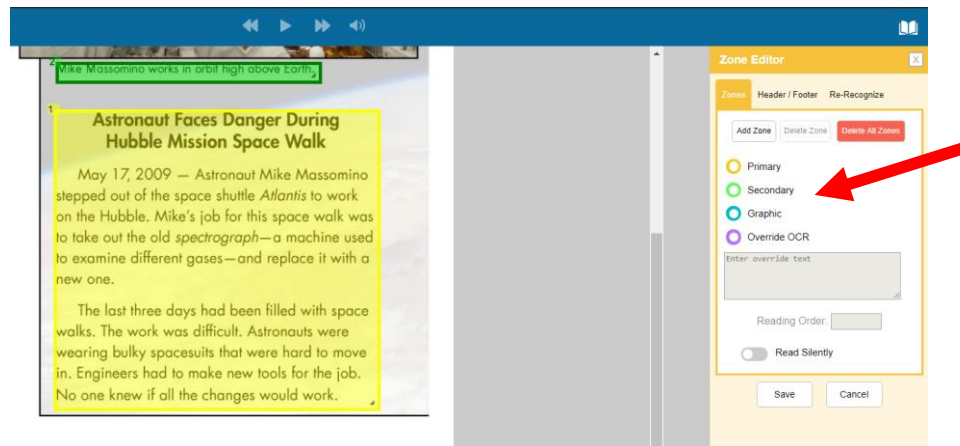 2
Mike Massomino works in orbit high above Earth.
1
Astronaut Faces Danger During
Hubble Mission Space Walk
May 17, 2009 — Astronaut Mike Massomino
stepped out of the space shuttle Atlantis to work
on the Hubble. Mike's job for this space walk was
to take out the old spectrograph—a machine used
to examine different gases—and replace it with a
new one.
The last three days had been filled with space
walks. The work was difficult. Astronauts were
wearing bulky spacesuits that were hard to move
in. Engineers had to make new tools for the job.
No one knew if all the changes would work.
Zone Editor
X
Zones Header / Footer Re-Recognize
Add Zone Delete Zone Delete All Zones
Primary
Secondary
Graphic
Override OCR
Enter override text
Reading Order:
Read Silently
Save Cancel